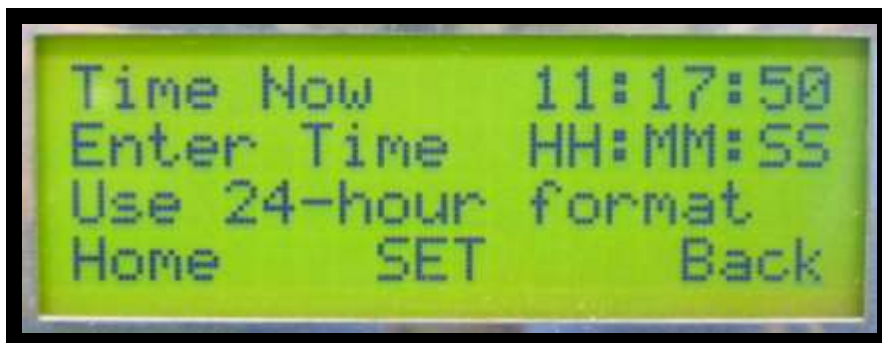 Time Now 11:17:50
Enter Time HH:MM:SS
Use 24-hour format
Home SET Back